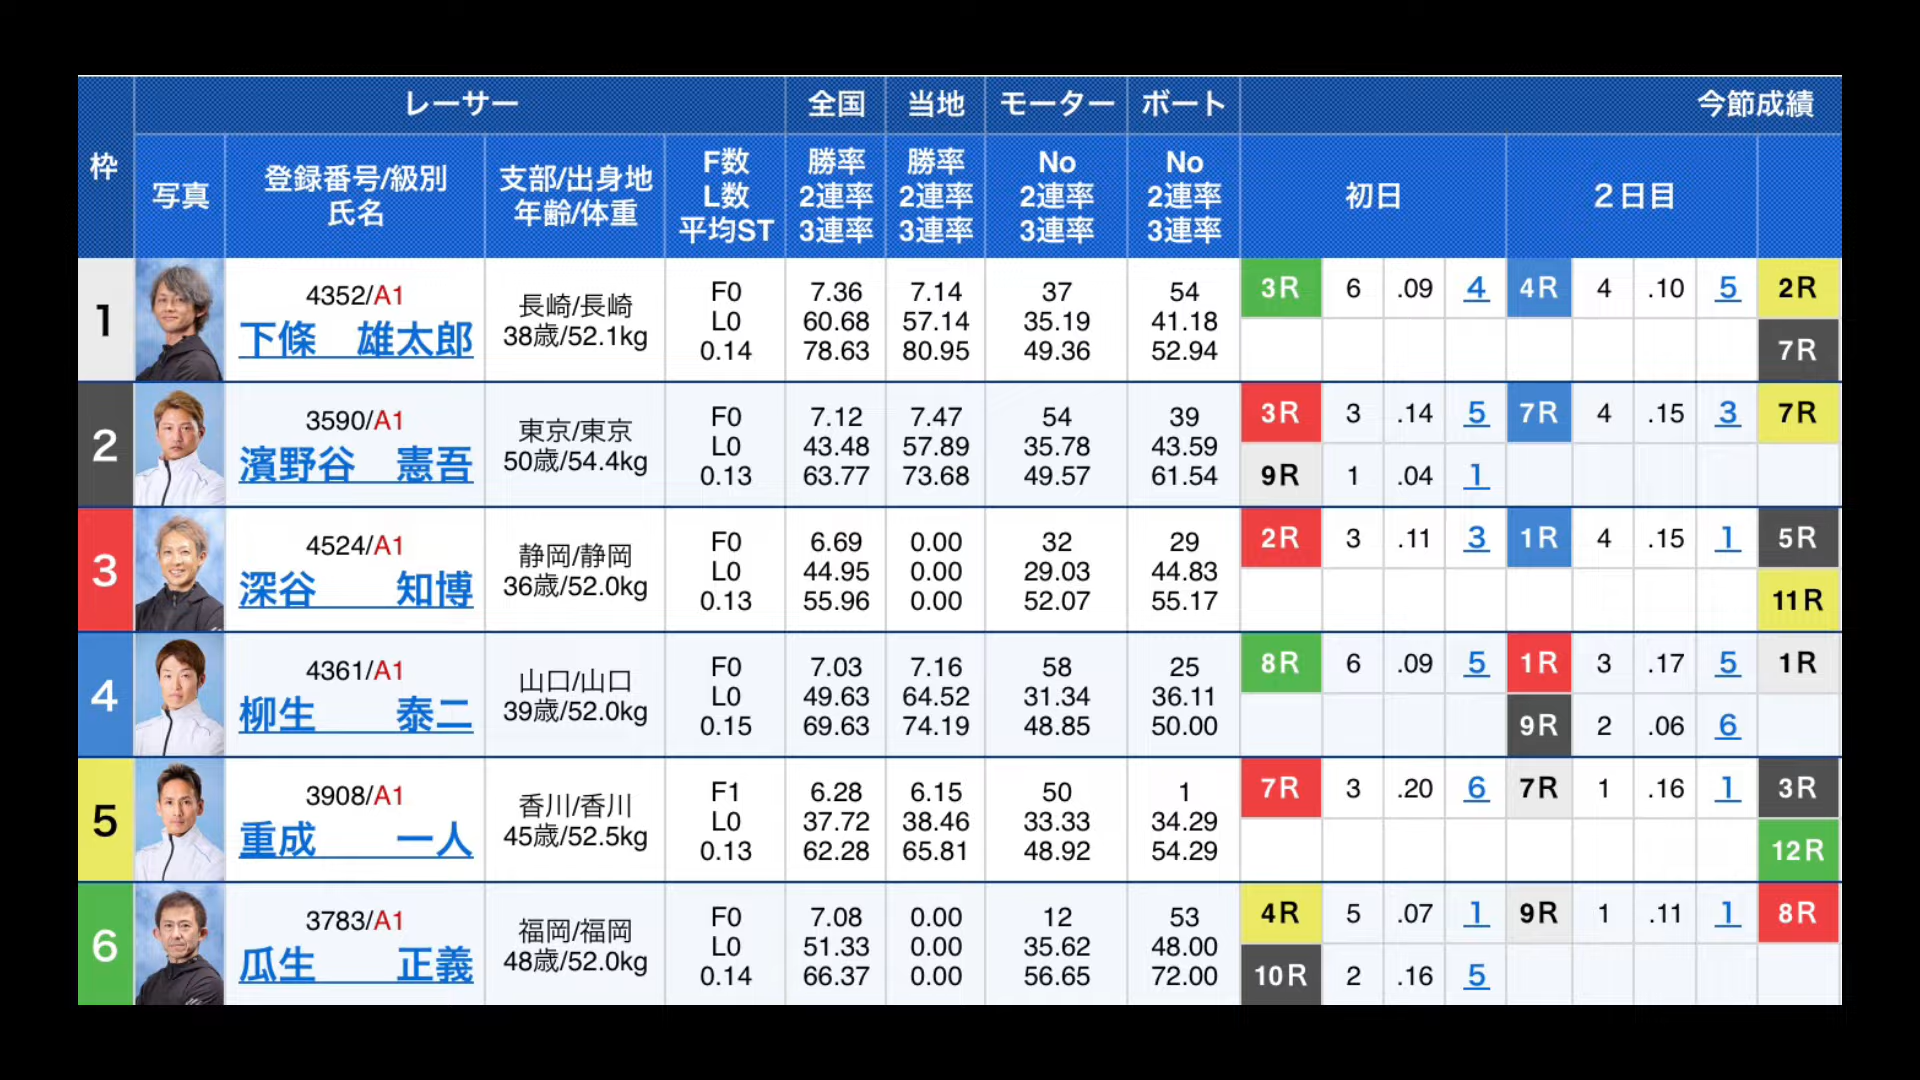 枠 レーサー 全国 当地 モーター ボート 今節成績
写真 登録番号/級別 氏名 支部/出身地 年齢/体重 F数 L数 平均ST 勝率 2連率 3連率 勝率 2連率 3連率 No 2連率 3連率 No 2連率 3連率 初日 2日目
1 4352/A1 長崎/長崎 F0 7.36 7.14 37 54 3R 6 .09 4 4R 4 .10 5 2R
下條 雄太郎 38歳/52.1kg L0 60.68 57.14 35.19 41.18
0.14 78.63 80.95 49.36 52.94 7R
2 3590/A1 東京/東京 F0 7.12 7.47 54 39 3R 3 .14 5 7R 4 .15 3 7R
濱野谷 憲吾 50歳/54.4kg L0 43.48 57.89 35.78 43.59
0.13 63.77 73.68 49.57 61.54 9R 1 .04 1
3 4524/A1 静岡/静岡 F0 6.69 0.00 32 29 2R 3 .11 3 1R 4 .15 1 5R
深谷 知博 36歳/52.0kg L0 44.95 0.00 29.03 44.83
0.13 55.96 0.00 52.07 55.17 11R
4 4361/A1 山口/山口 F0 7.03 7.16 58 25 8R 6 .09 5 1R 3 .17 5 1R
柳生 泰二 39歳/52.0kg L0 49.63 64.52 31.34 36.11
0.15 69.63 74.19 48.85 50.00 9R 2 .06 6
5 3908/A1 香川/香川 F1 6.28 6.15 50 1 7R 3 .20 6 7R 1 .16 1 3R
重成 一人 45歳/52.5kg L0 37.72 38.46 33.33 34.29
0.13 62.28 65.81 48.92 54.29 12R
6 3783/A1 福岡/福岡 F0 7.08 0.00 12 53 4R 5 .07 1 9R 1 .11 1 8R
瓜生 正義 48歳/52.0kg L0 51.33 0.00 35.62 48.00
0.14 66.37 0.00 56.65 72.00 10R 2 .16 5